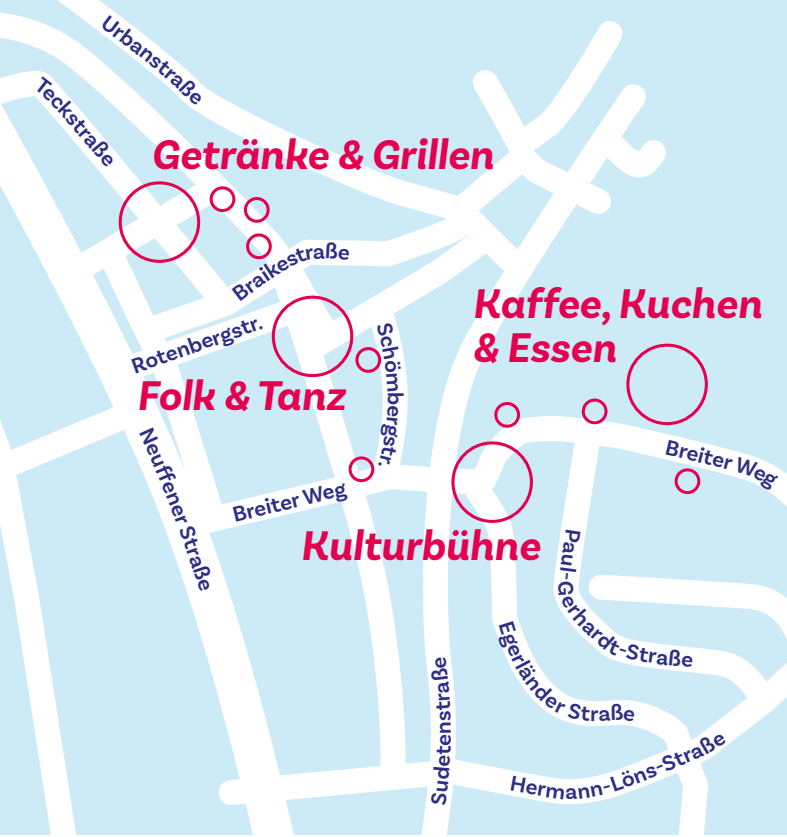 Urbanstraße
Teckstraße
Getränke & Grillen
Braikestraße
Kaffee, Kuchen
& Essen
Rotenbergstr.
Schömbergstr.
Folk & Tanz
Neuffener Straße
Breiter Weg
Breiter Weg
Kulturbühne
Paul-Gerhardt-Straße
Egerländer Straße
Sudetenstraße
Hermann-Löns-Straße